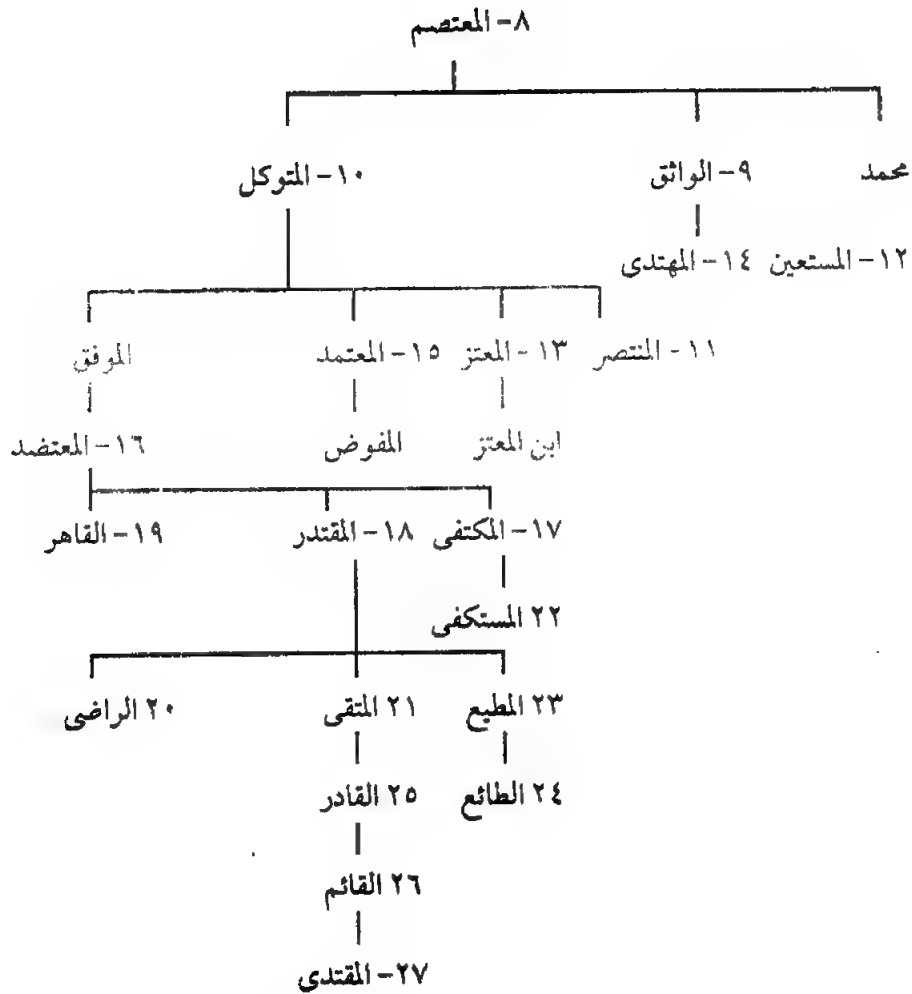 ٨- المعتصم
محمد ٩- الواثق ١٠- المتوكل
١٢- المستعين ١٤- المهتدى
١١- المنتصر ١٣- المعتز ١٥- المعتمد الموفق
ابن المعتز المفوض ١٦- المعتضد
١٧- المكتفى ١٨- المقتدر ١٩- القاهر
٢٢ المستكفى
٢٣ المطيع ٢١ المتقى ٢٠ الراضى
٢٤ الطائع ٢٥ القادر
٢٦ القائم
٢٧- المقتدى